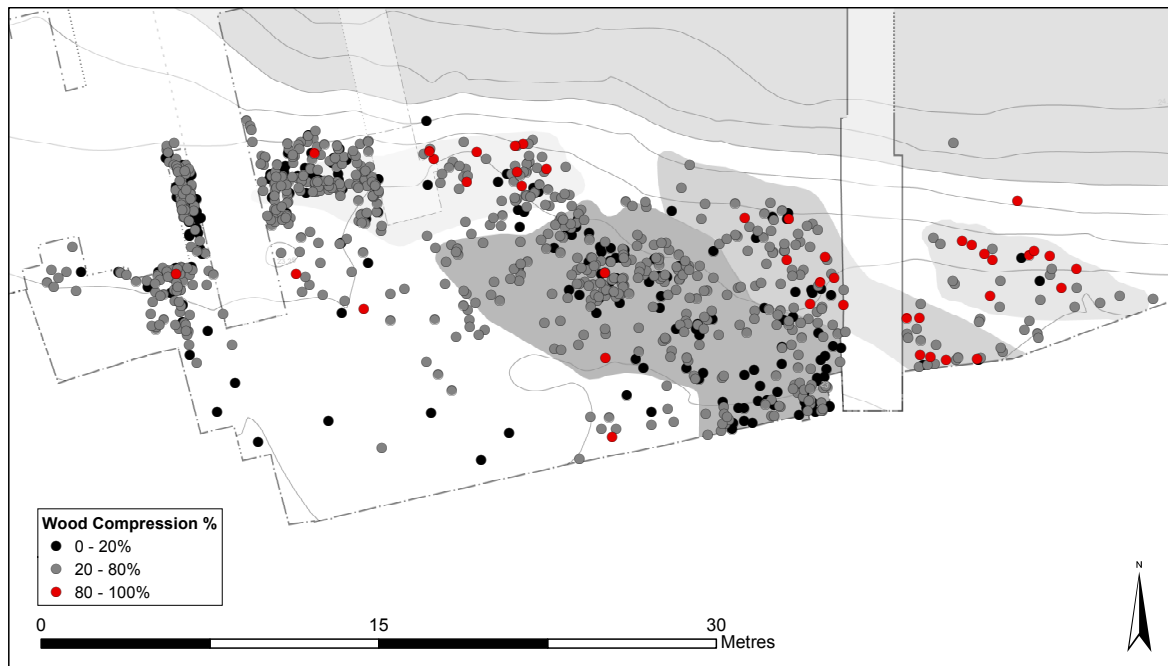 N
Wood Compression %
0 - 20%
20 - 80%
80 - 100%
0 15 30 Metres